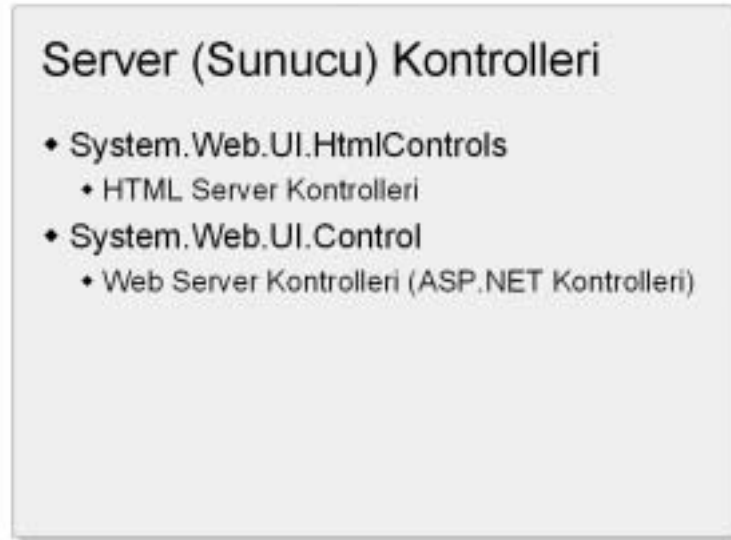 Server (Sunucu) Kontrolleri
System.Web.UI.HtmlControls
HTML Server Kontrolleri
System.Web.UI.Control
Web Server Kontrolleri (ASP.NET Kontrolleri)